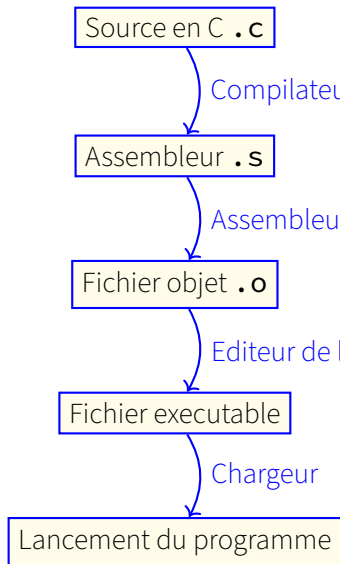 Source en C .c
Compilateu
Assembleur .s
Assembleu
Fichier objet .o
Editeur de l
Fichier executable
Chargeur
Lancement du programme